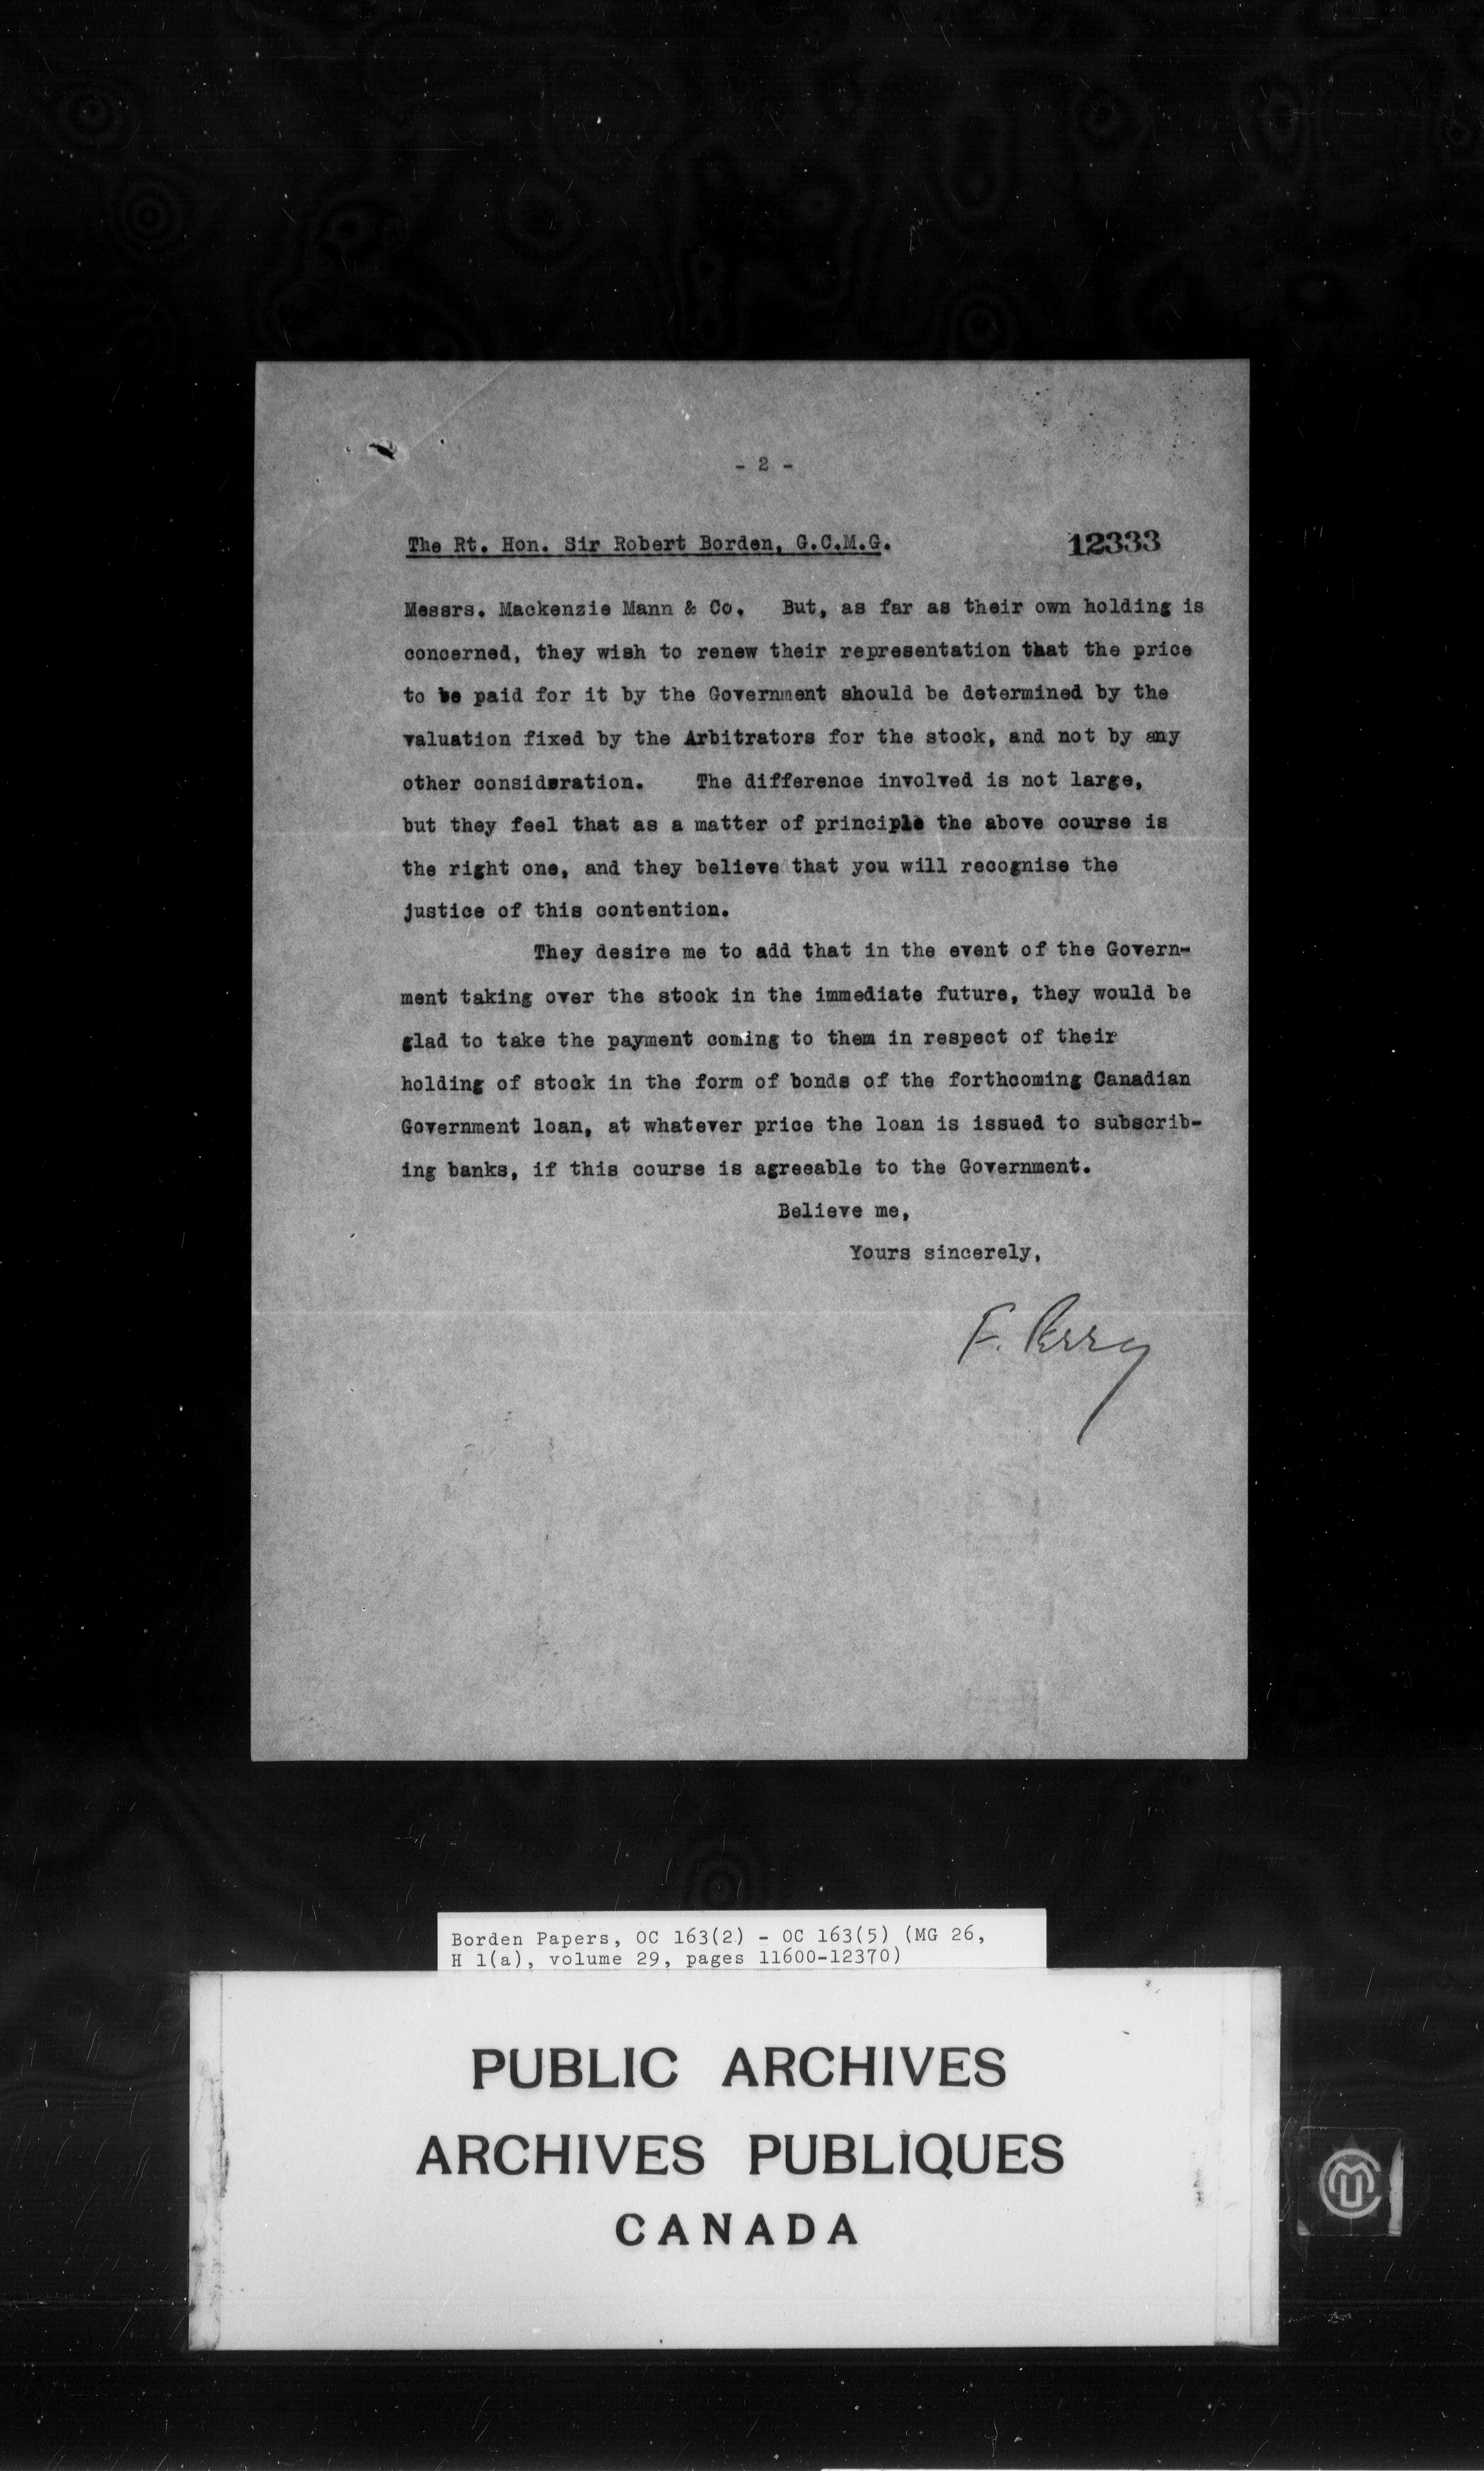 - 2 -
The Rt. Hon. Sir Robert Borden, G.C.M.G.
12333
Messrs. Mackenzie Mann & Co. But, as far as their own holding is
concerned, they wish to renew their representation that the price
to be paid for it by the Government should be determined by the
valuation fixed by the Arbitrators for the stock, and not by any
other consideration. The difference involved is not large,
but they feel that as a matter of principle the above course is
the right one, and they believe that you will recognise the
justice of this contention.
They desire me to add that in the event of the Govern-
ment taking over the stock in the immediate future, they would be
glad to take the payment coming to them in respect of their
holding of stock in the form of bonds of the forthcoming Canadian
Government loan, at whatever price the loan is issued to subscrib-
ing banks, if this course is agreeable to the Government.
Believe me,
Yours sincerely,
F. Perry
Borden Papers, OC 163(2) - OC 163(5) (MG 26,
H 1(a), volume 29, pages 11600-12370)
PUBLIC ARCHIVES
ARCHIVES PUBLIQUES
CANADA